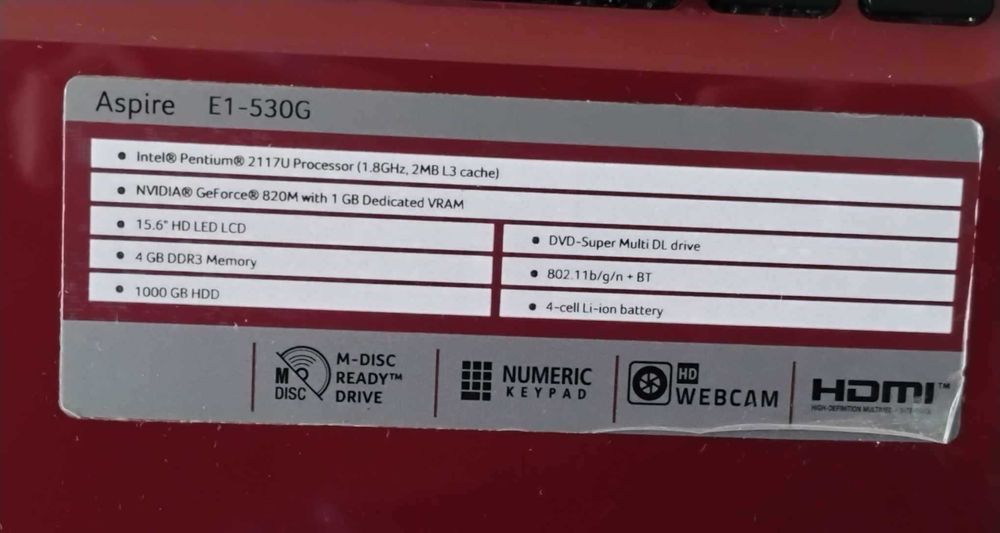 Aspire E1-530G
• Intel® Pentium® 2117U Processor (1.8GHz, 2MB L3 cache)
• NVIDIA® GeForce® 820M with 1 GB Dedicated VRAM
• 15.6" HD LED LCD
• 4 GB DDR3 Memory
• 1000 GB HDD
• DVD-Super Multi DL drive
• 802.11b/g/n + BT
• 4-cell Li-ion battery
M DISC
M-DISC
READY™
DRIVE
NUMERIC
KEYPAD
HD
WEBCAM
HDMI™
HIGH-DEFINITION